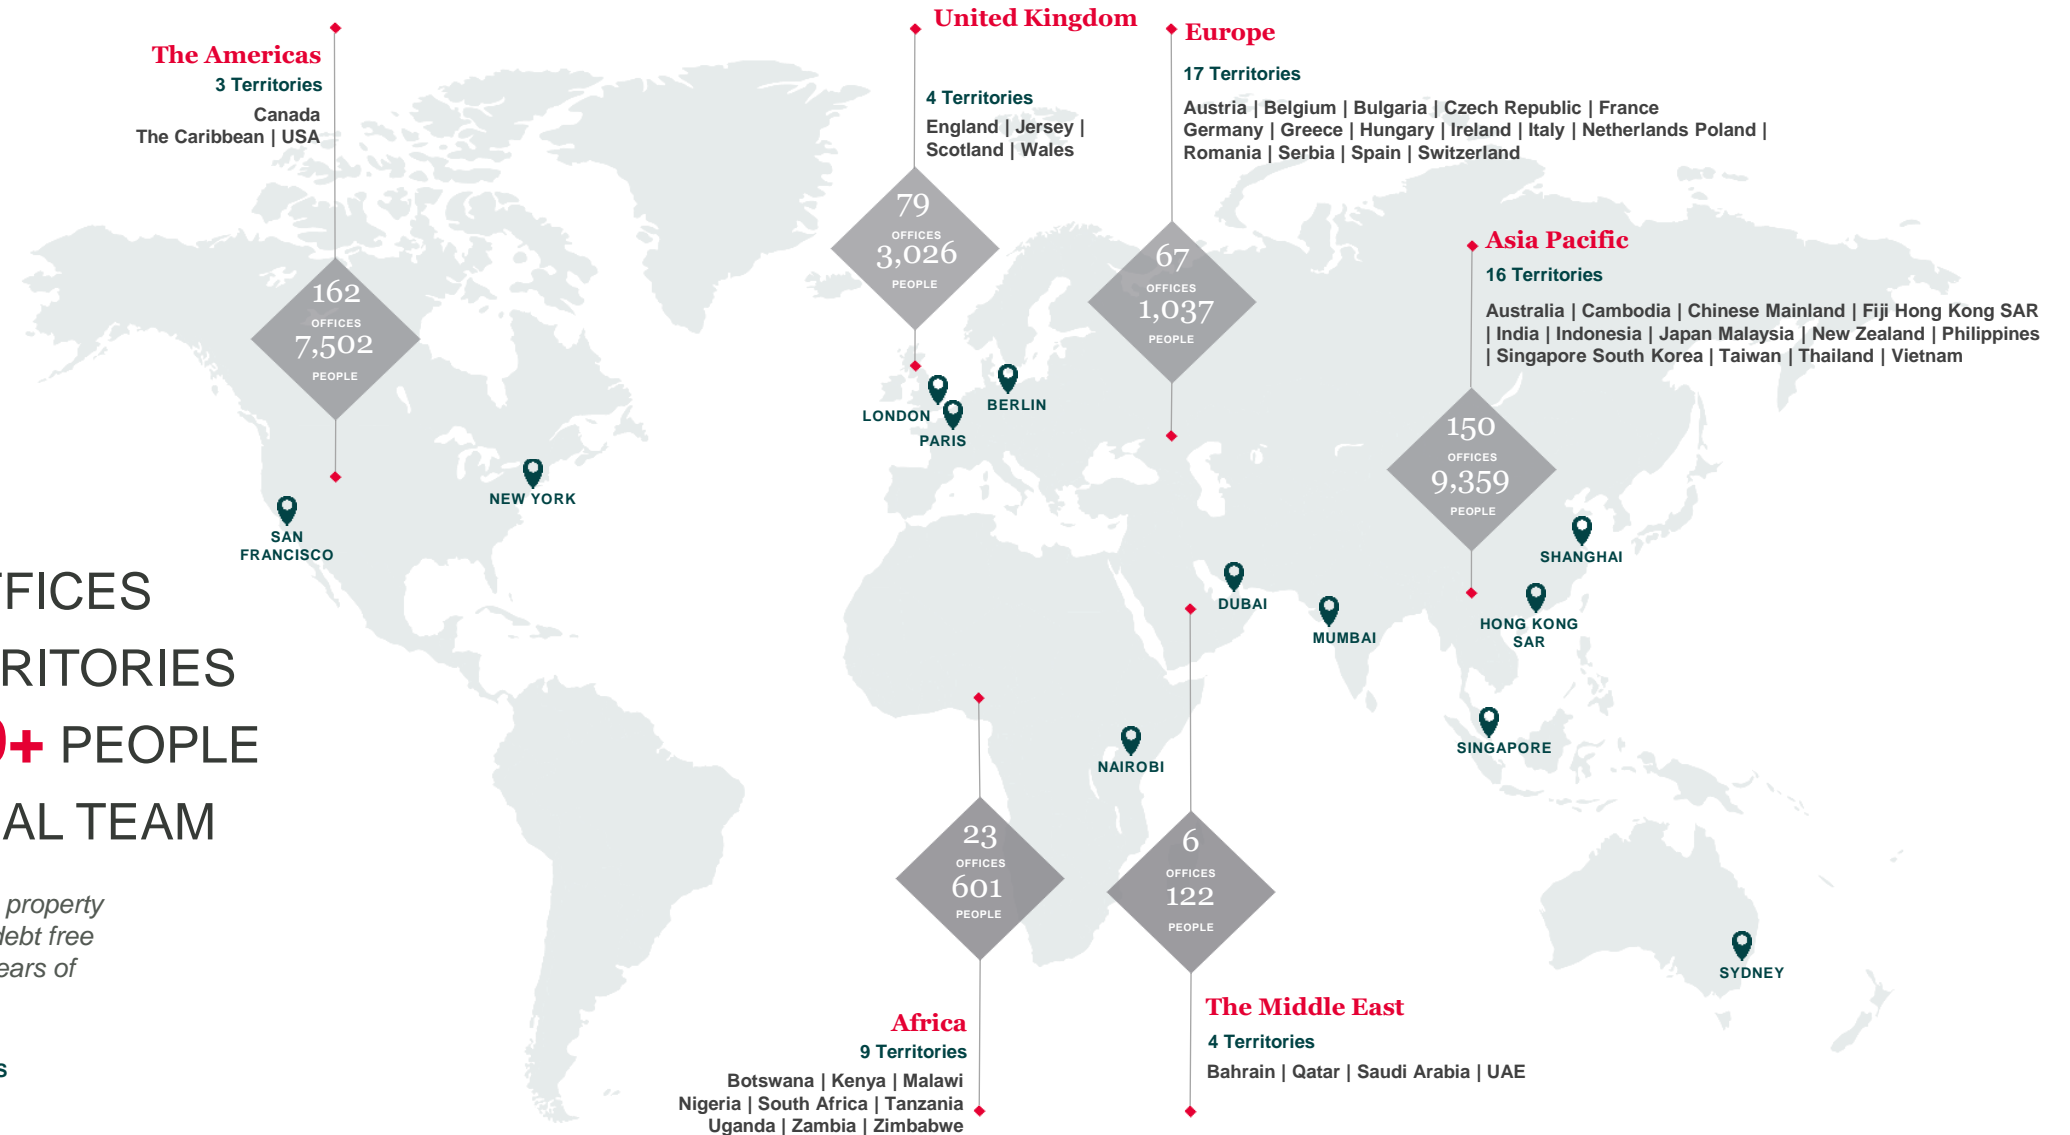 The Americas
3 Territories
Canada
The Caribbean | USA
162
OFFICES
7,502
PEOPLE
United Kingdom
4 Territories
England | Jersey |
Scotland | Wales
79
OFFICES
3,026
PEOPLE
Europe
17 Territories
Austria | Belgium | Bulgaria | Czech Republic | France
Germany | Greece | Hungary | Ireland | Italy | Netherlands Poland |
Romania | Serbia | Spain | Switzerland
67
OFFICES
1,037
PEOPLE
Asia Pacific
16 Territories
Australia | Cambodia | Chinese Mainland | Fiji Hong Kong SAR
| India | Indonesia | Japan Malaysia | New Zealand | Philippines
| Singapore South Korea | Taiwan | Thailand | Vietnam
150
OFFICES
9,359
PEOPLE
LONDON
BERLIN
PARIS
NEW YORK
SAN
FRANCISCO
SHANGHAI
DUBAI
MUMBAI
HONG KONG
SAR
SINGAPORE
NAIROBI
SYDNEY
FFICES
RRITORIES
0+ PEOPLE
AL TEAM
property
debt free
ears of
s
23
OFFICES
601
PEOPLE
Africa
9 Territories
Botswana | Kenya | Malawi
Nigeria | South Africa | Tanzania
Uganda | Zambia | Zimbabwe
6
OFFICES
122
PEOPLE
The Middle East
4 Territories
Bahrain | Qatar | Saudi Arabia | UAE